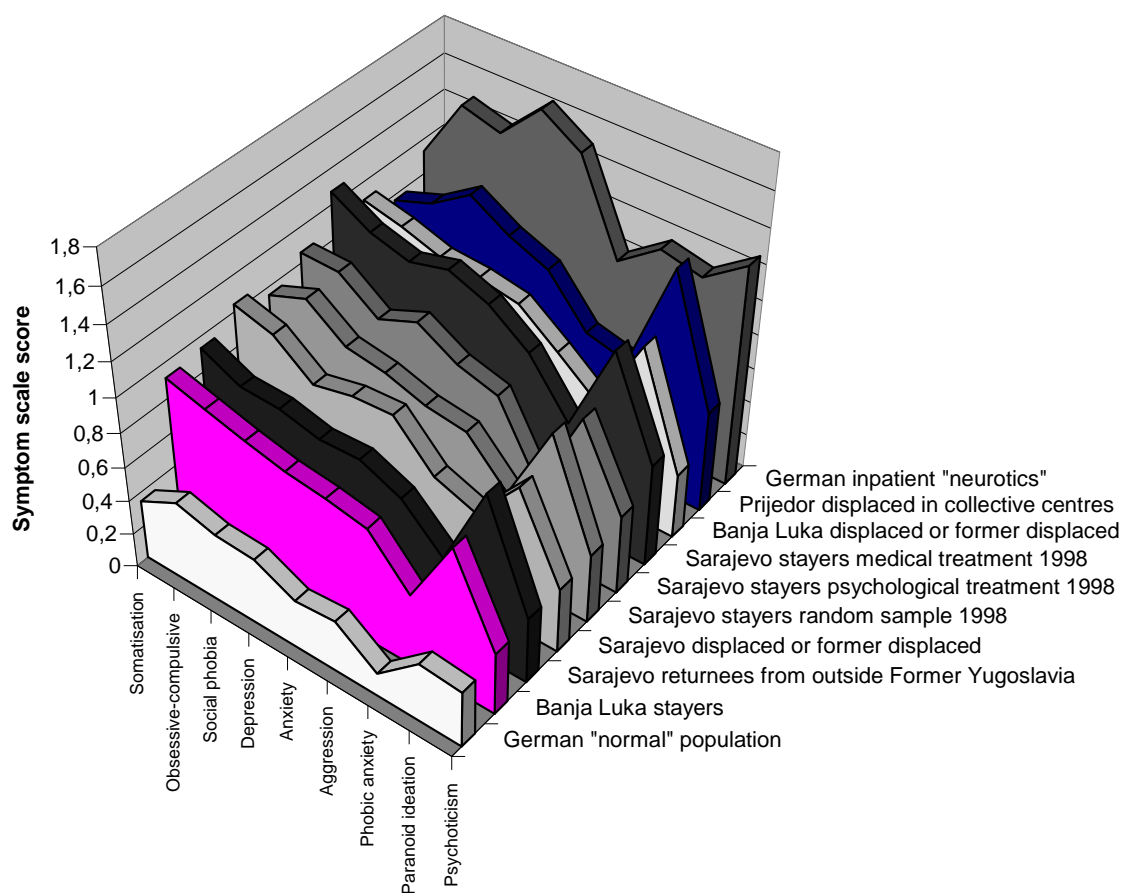 1,8
1,6
1,4
1,2
1
0,8
0,6
0,4
0,2
0
Symptom scale score
Somatisation
Obsessive-compulsive
Social phobia
Depression
Anxiety
Aggression
Phobic anxiety
Paranoid ideation
Psychoticism
German inpatient "neurotics"
Prijedor displaced in collective centres
Banja Luka displaced or former displaced
Sarajevo stayers medical treatment 1998
Sarajevo stayers psychological treatment 1998
Sarajevo stayers random sample 1998
Sarajevo displaced or former displaced
Sarajevo returnees from outside Former Yugoslavia
Banja Luka stayers
German "normal" population